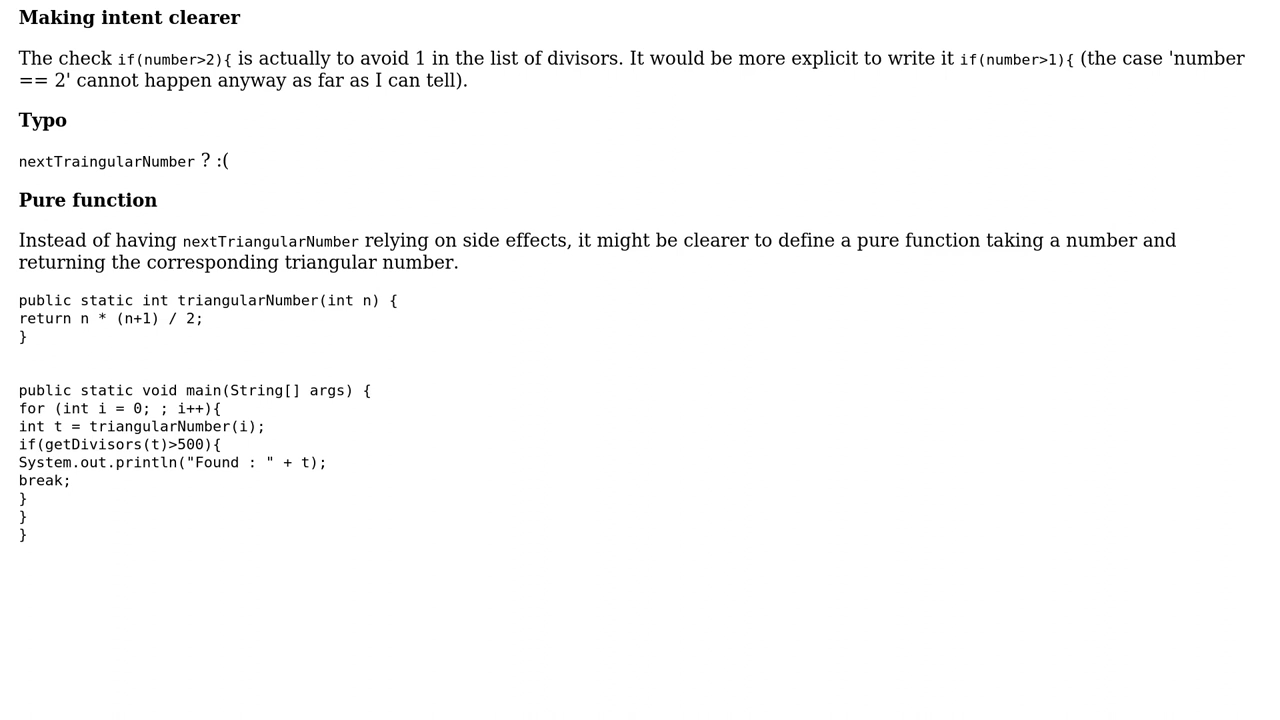 Making intent clearer
The check if(number>2){ is actually to avoid 1 in the list of divisors. It would be more explicit to write it if(number>1){ (the case 'number
== 2' cannot happen anyway as far as I can tell).
Typo
nextTraingularNumber ? :(
Pure function
Instead of having nextTriangularNumber relying on side effects, it might be clearer to define a pure function taking a number and
returning the corresponding triangular number.
public static int triangularNumber(int n) {
return n * (n+1) / 2;
}
public static void main(String[] args) {
for (int i = 0; ; i++){
int t = triangularNumber(i);
if(getDivisors(t)>500){
System.out.println("Found : " + t);
break;
}
}
}